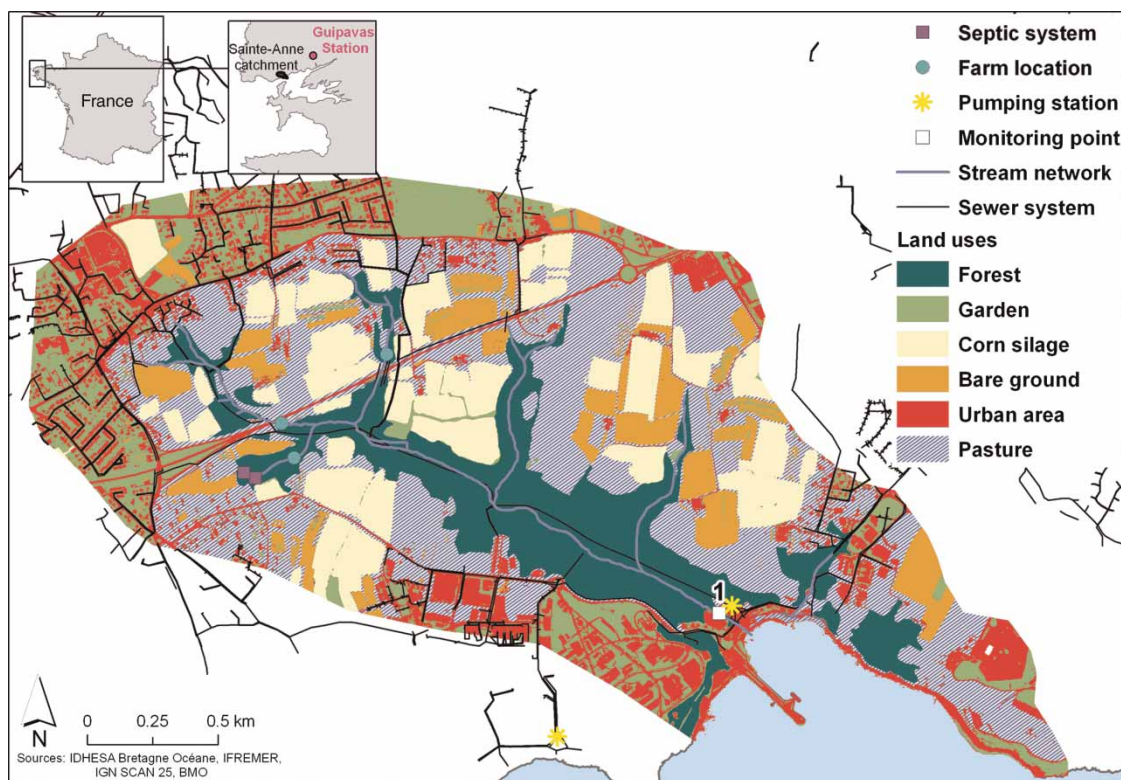 Guipavas
Station
Sainte-Anne
catchment
France
Septic system
Farm location
Pumping station
Monitoring point
Stream network
Sewer system
Land uses
Forest
Garden
Corn silage
Bare ground
Urban area
Pasture
1
N
0 0.25 0.5 km
Sources: IDHESA Bretagne Océane, IFREMER,
IGN SCAN 25, BMO